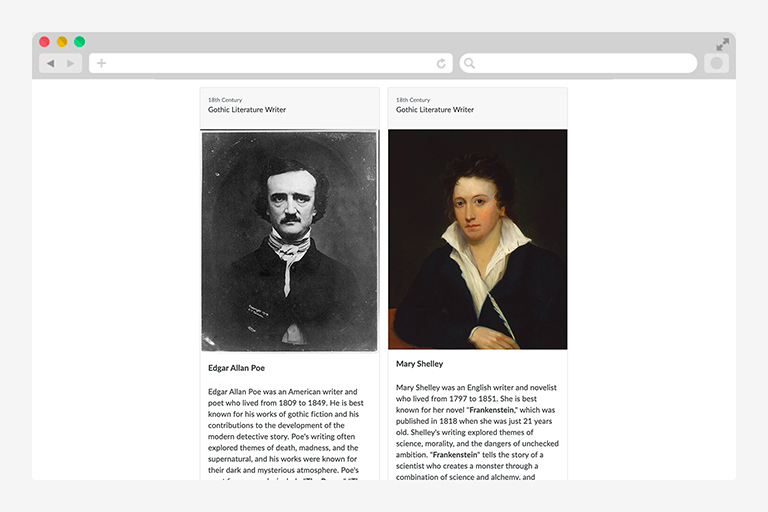 18th Century
Gothic Literature Writer
Edgar Allan Poe
Edgar Allan Poe was an American writer and
poet who lived from 1809 to 1849. He is best
known for his works of gothic fiction and his
contributions to the development of the
modern detective story. Poe's writing often
explored themes of death, madness, and the
supernatural, and his works were known for
their dark and mysterious atmosphere. Poe's
18th Century
Gothic Literature Writer
Mary Shelley
Mary Shelley was an English writer and novelist
who lived from 1797 to 1851. She is best
known for her novel "Frankenstein," which was
published in 1818 when she was just 21 years
old. Shelley's writing explored themes of
science, morality, and the dangers of unchecked
ambition. "Frankenstein" tells the story of a
scientist who creates a monster through a
combination of science and alchemy, and